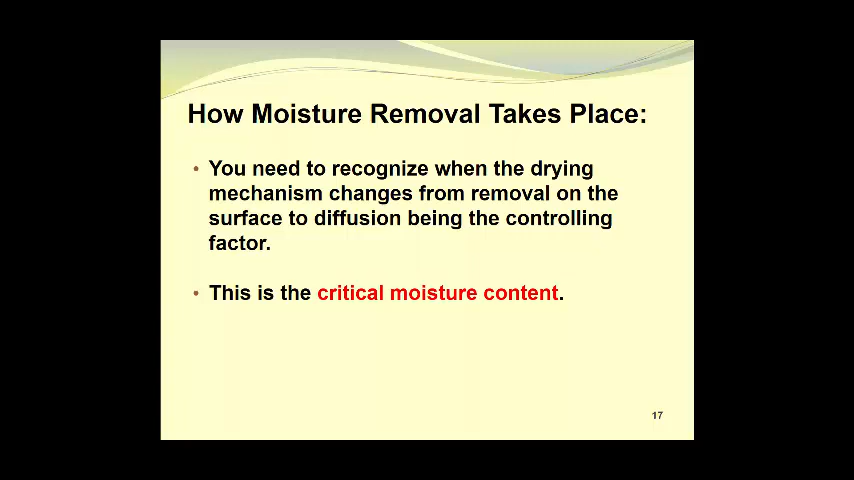 How Moisture Removal Takes Place:
• You need to recognize when the drying
mechanism changes from removal on the
surface to diffusion being the controlling
factor.
• This is the critical moisture content.
17